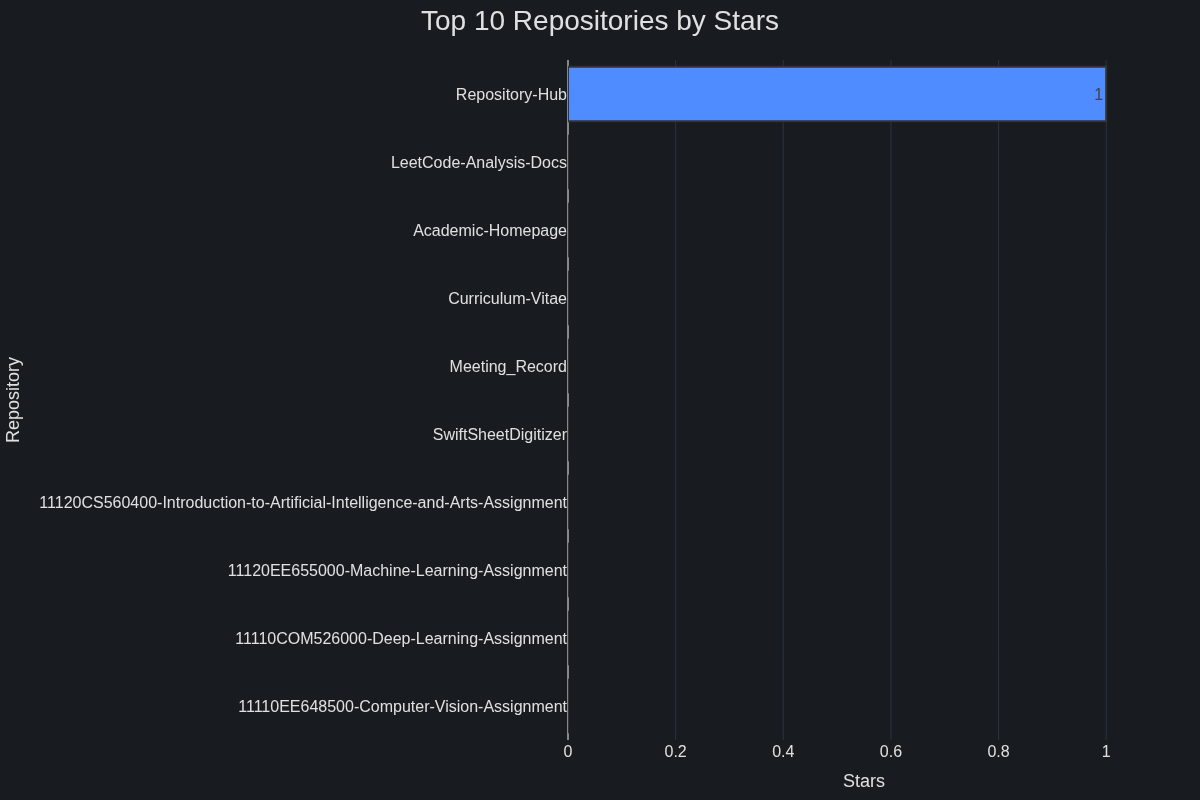 Top 10 Repositories by Stars
Repository-Hub
1
LeetCode-Analysis-Docs
Academic-Homepage
Curriculum-Vitae
Meeting_Record
SwiftSheetDigitizer
11120CS560400-Introduction-to-Artificial-Intelligence-and-Arts-Assignment
11120EE655000-Machine-Learning-Assignment
11110COM526000-Deep-Learning-Assignment
11110EE648500-Computer-Vision-Assignment
Repository
0 0.2 0.4 0.6 0.8 1
Stars